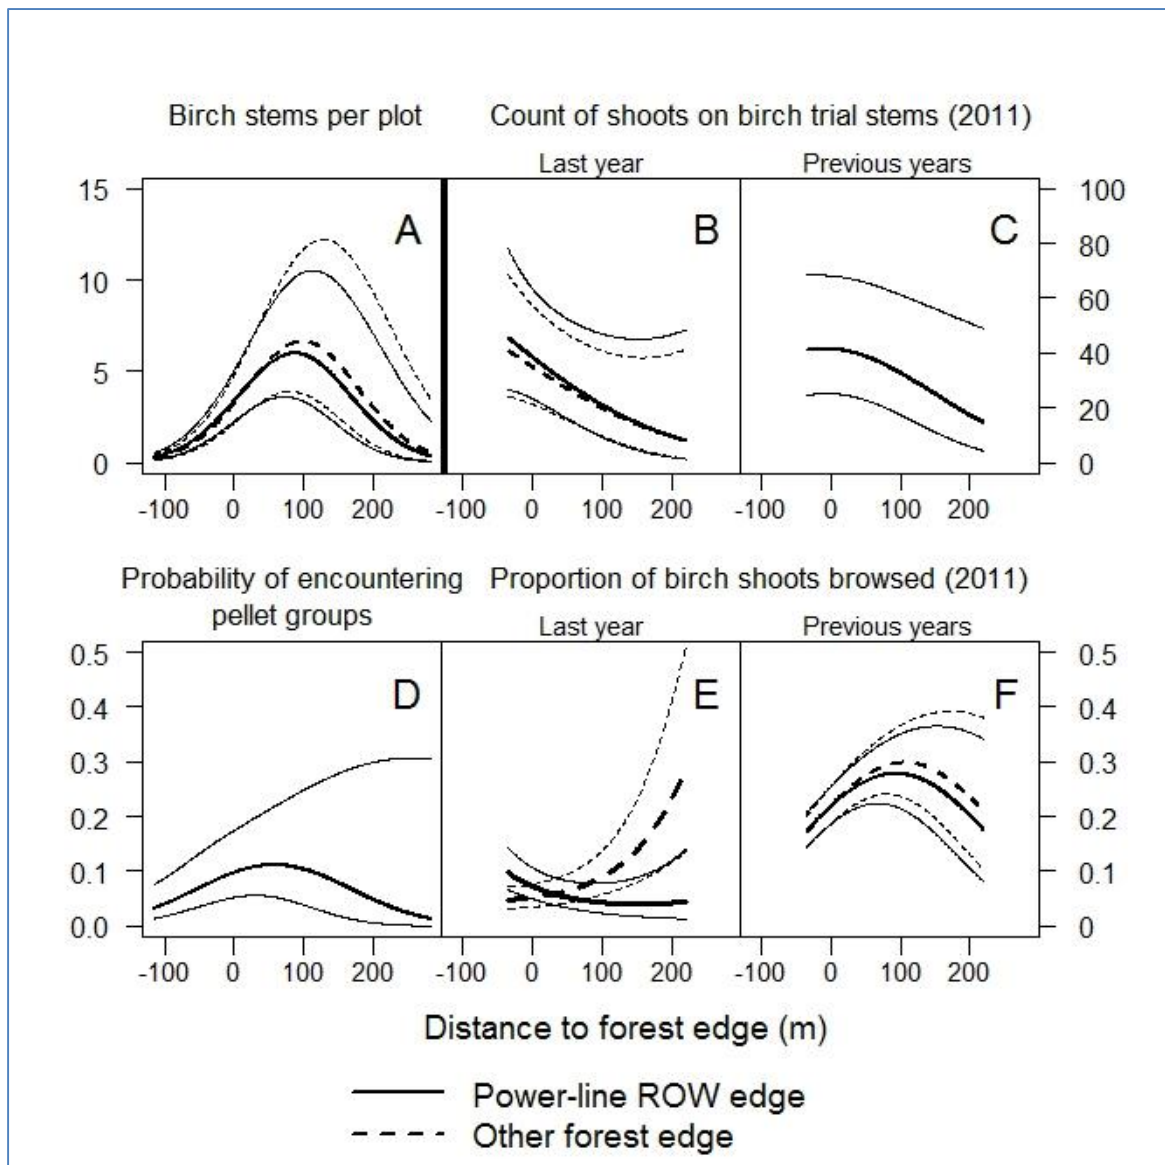 Birch stems per plot
Count of shoots on birch trial stems (2011)
Last year
Previous years
15
10
5
0
A
B
C
100
80
60
40
20
0
-100 0 100 200
-100 0 100 200
-100 0 100 200
Probability of encountering
pellet groups
Proportion of birch shoots browsed (2011)
Last year
Previous years
0.5
0.4
0.3
0.2
0.1
0.0
D
E
F
0.5
0.4
0.3
0.2
0.1
0
-100 0 100 200
-100 0 100 200
-100 0 100 200
Distance to forest edge (m)
Power-line ROW edge
Other forest edge